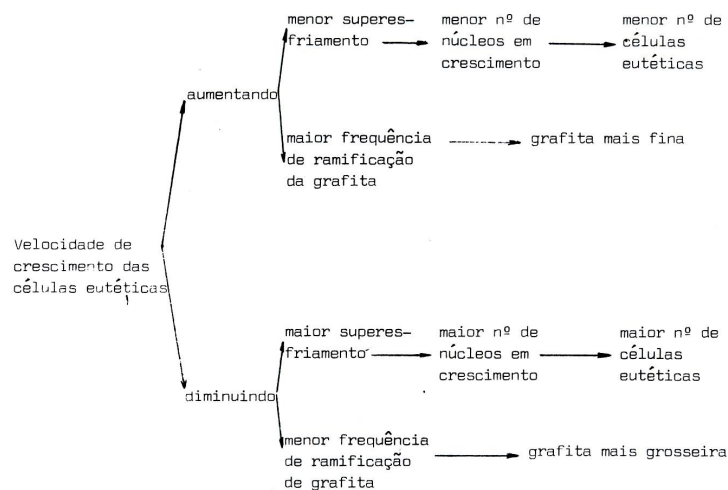 menor superes-
friamento
menor nº de
núcleos em
crescimento
menor nº de
células
eutéticas
aumentando
maior frequência
de ramificação
da grafita
grafita mais fina
Velocidade de
crescimento das
células eutéticas
maior superes-
friamento
maior nº de
núcleos em
crescimento
maior nº de
células
eutéticas
diminuindo
menor frequência
de ramificação
de grafita
grafita mais grosseira